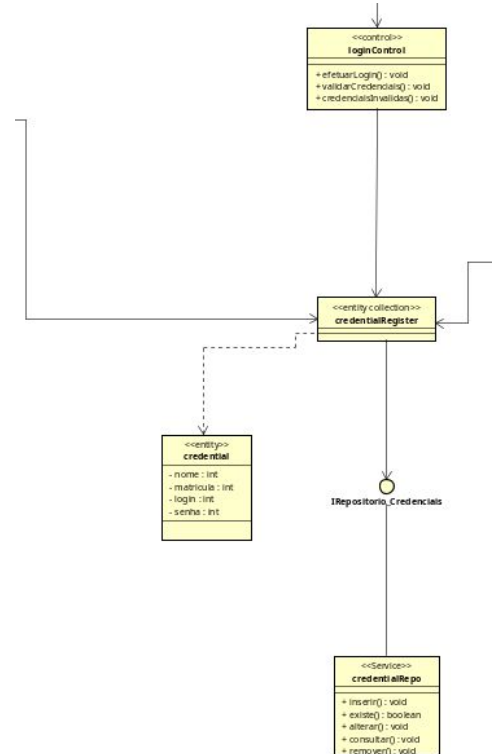 <<control>>
loginControl
+ efetuarLogin() : void
+ validarCredenciais() : void
+ credenciaisInvalidas() : void
<<entity collection>>
credentialRegister
<<entity>>
credential
- nome : int
- matricula : int
- login : int
- senha : int
IRepositorio_Credenciais
<<Service>>
credentialRepo
+ inserir() : void
+ existe() : boolean
+ alterar() : void
+ consultar() : void
+ remover() : void